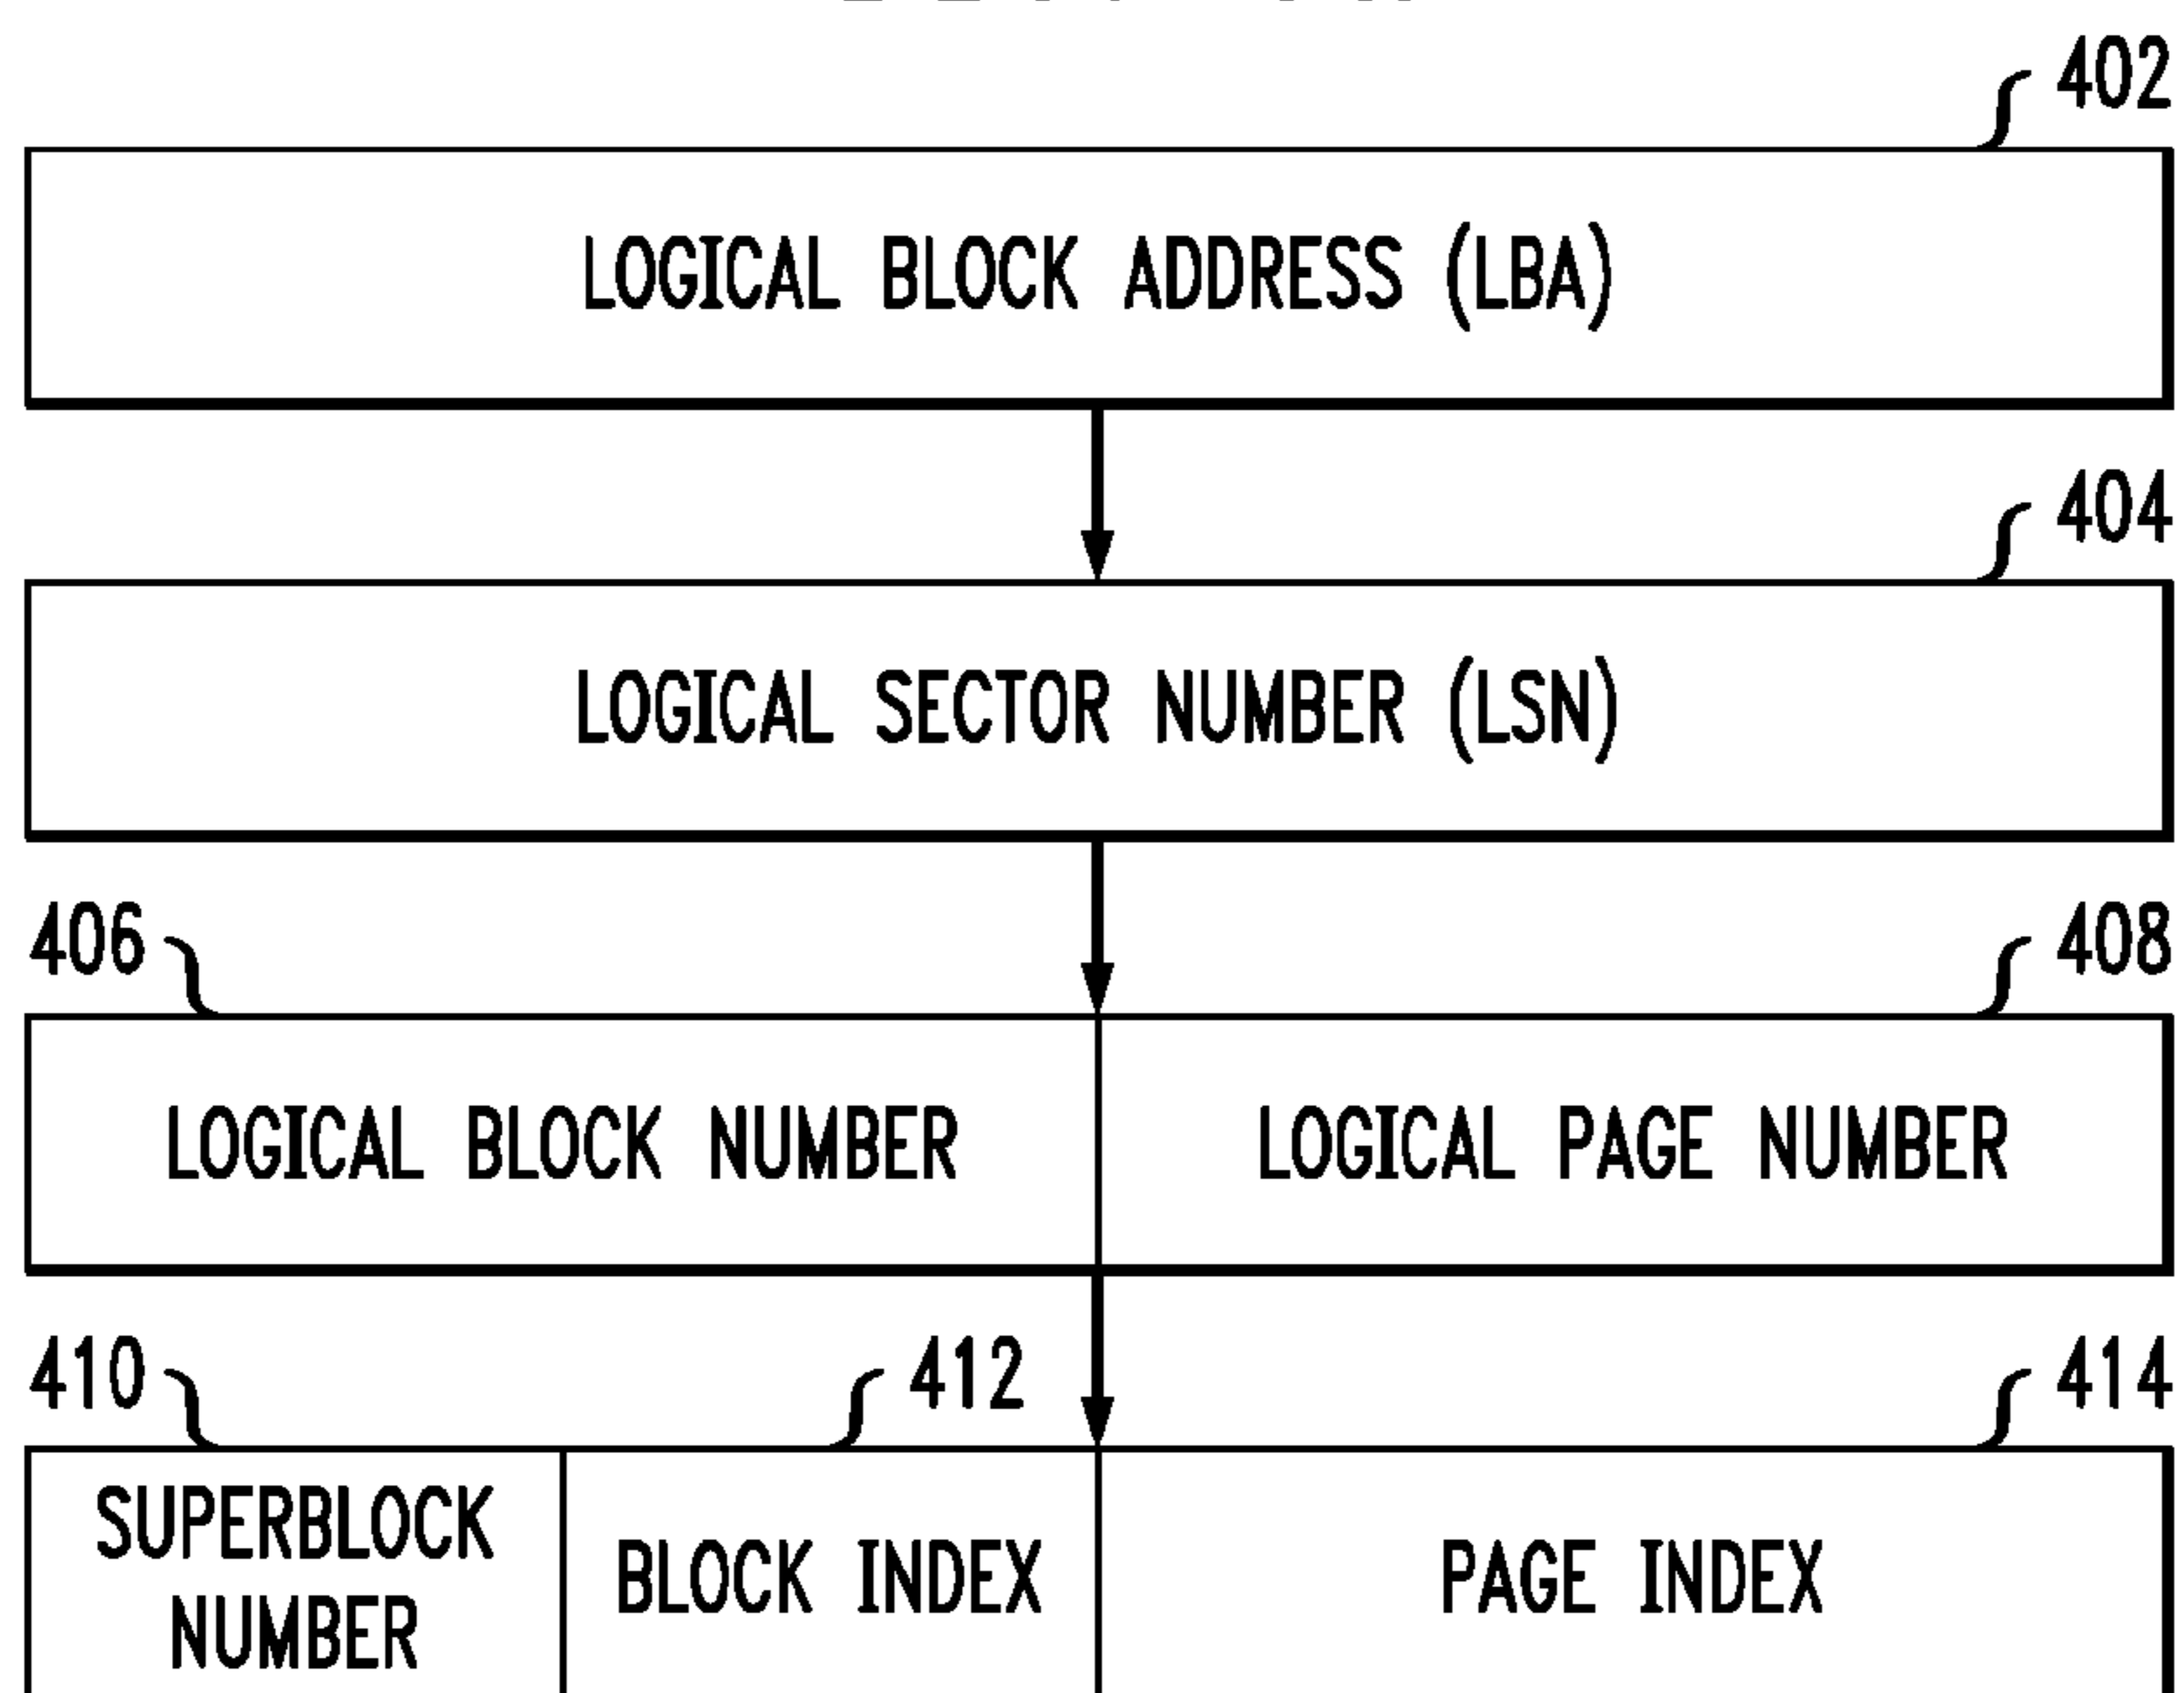 402
LOGICAL BLOCK ADDRESS (LBA)
404
LOGICAL SECTOR NUMBER (LSN)
406
408
LOGICAL BLOCK NUMBER
LOGICAL PAGE NUMBER
410
412
414
SUPERBLOCK
NUMBER
BLOCK INDEX
PAGE INDEX